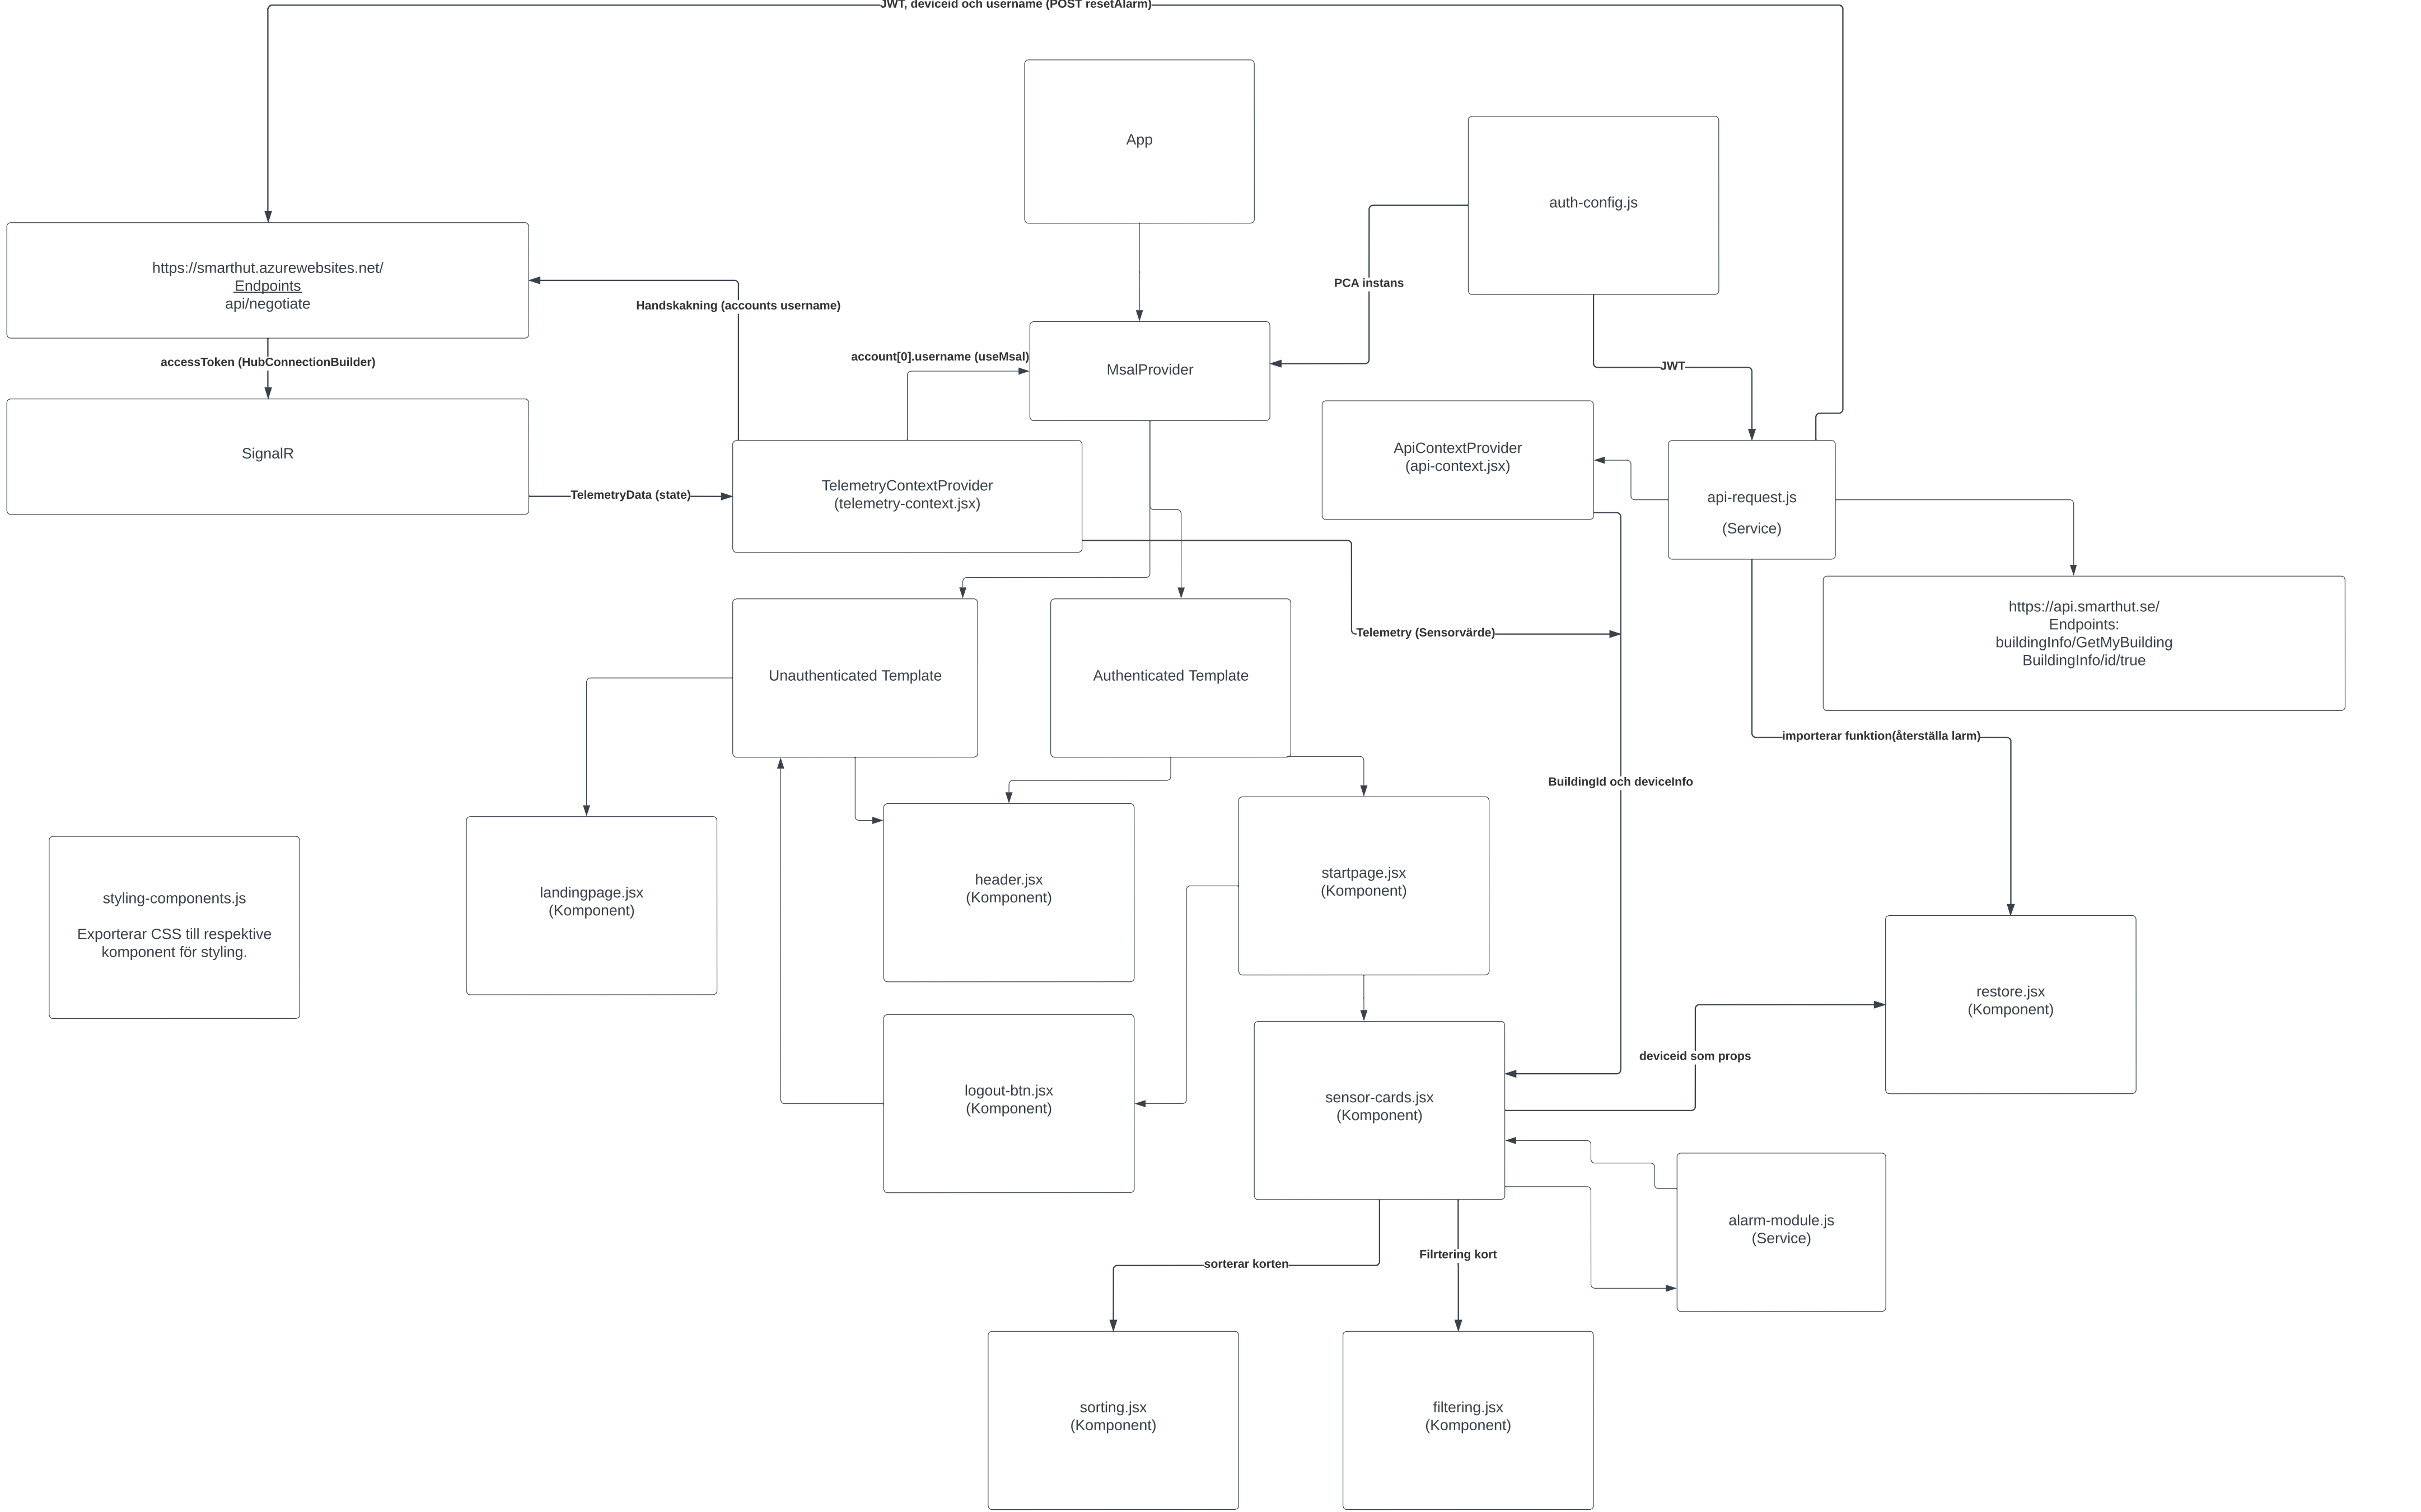 JWT, deviceid och username (POST resetAlarm)
App
auth-config.js
https://smarthut.azurewebsites.net/
Endpoints
api/negotiate
PCA instans
Handskakning (accounts username)
accessToken (HubConnectionBuilder)
account[0].username (useMsal)
MsalProvider
JWT
SignalR
ApiContextProvider
(api-context.jsx)
TelemetryContextProvider
(telemetry-context.jsx)
TelemetryData (state)
api-request.js
(Service)
https://api.smarthut.se/
Endpoints:
buildingInfo/GetMyBuilding
BuildingInfo/id/true
Telemetry (Sensorvärde)
Unauthenticated Template
Authenticated Template
importerar funktion(återställa larm)
BuildingId och deviceInfo
styling-components.js
Exporterar CSS till respektive
komponent för styling.
landingpage.jsx
(Komponent)
header.jsx
(Komponent)
startpage.jsx
(Komponent)
restore.jsx
(Komponent)
deviceid som props
logout-btn.jsx
(Komponent)
sensor-cards.jsx
(Komponent)
alarm-module.js
(Service)
sorterar korten
Filrtering kort
sorting.jsx
(Komponent)
filtering.jsx
(Komponent)